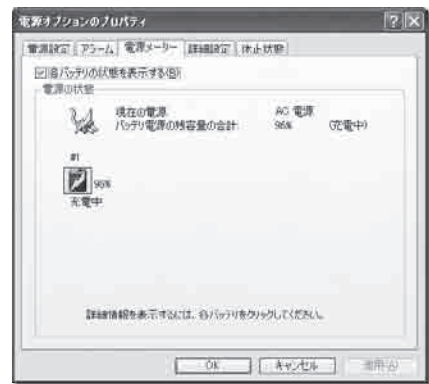 電源オプションのプロパティ
電源設定 アラーム 電源メーター 詳細設定 休止状態
各バッテリの状態を表示する(B)
電源の状態
現在の電源: AC 電源
バッテリ電源の残容量の合計: 96% (充電中)
#1
96%
充電中
詳細情報を表示するには、各バッテリをクリックしてください。
OK キャンセル 適用(A)